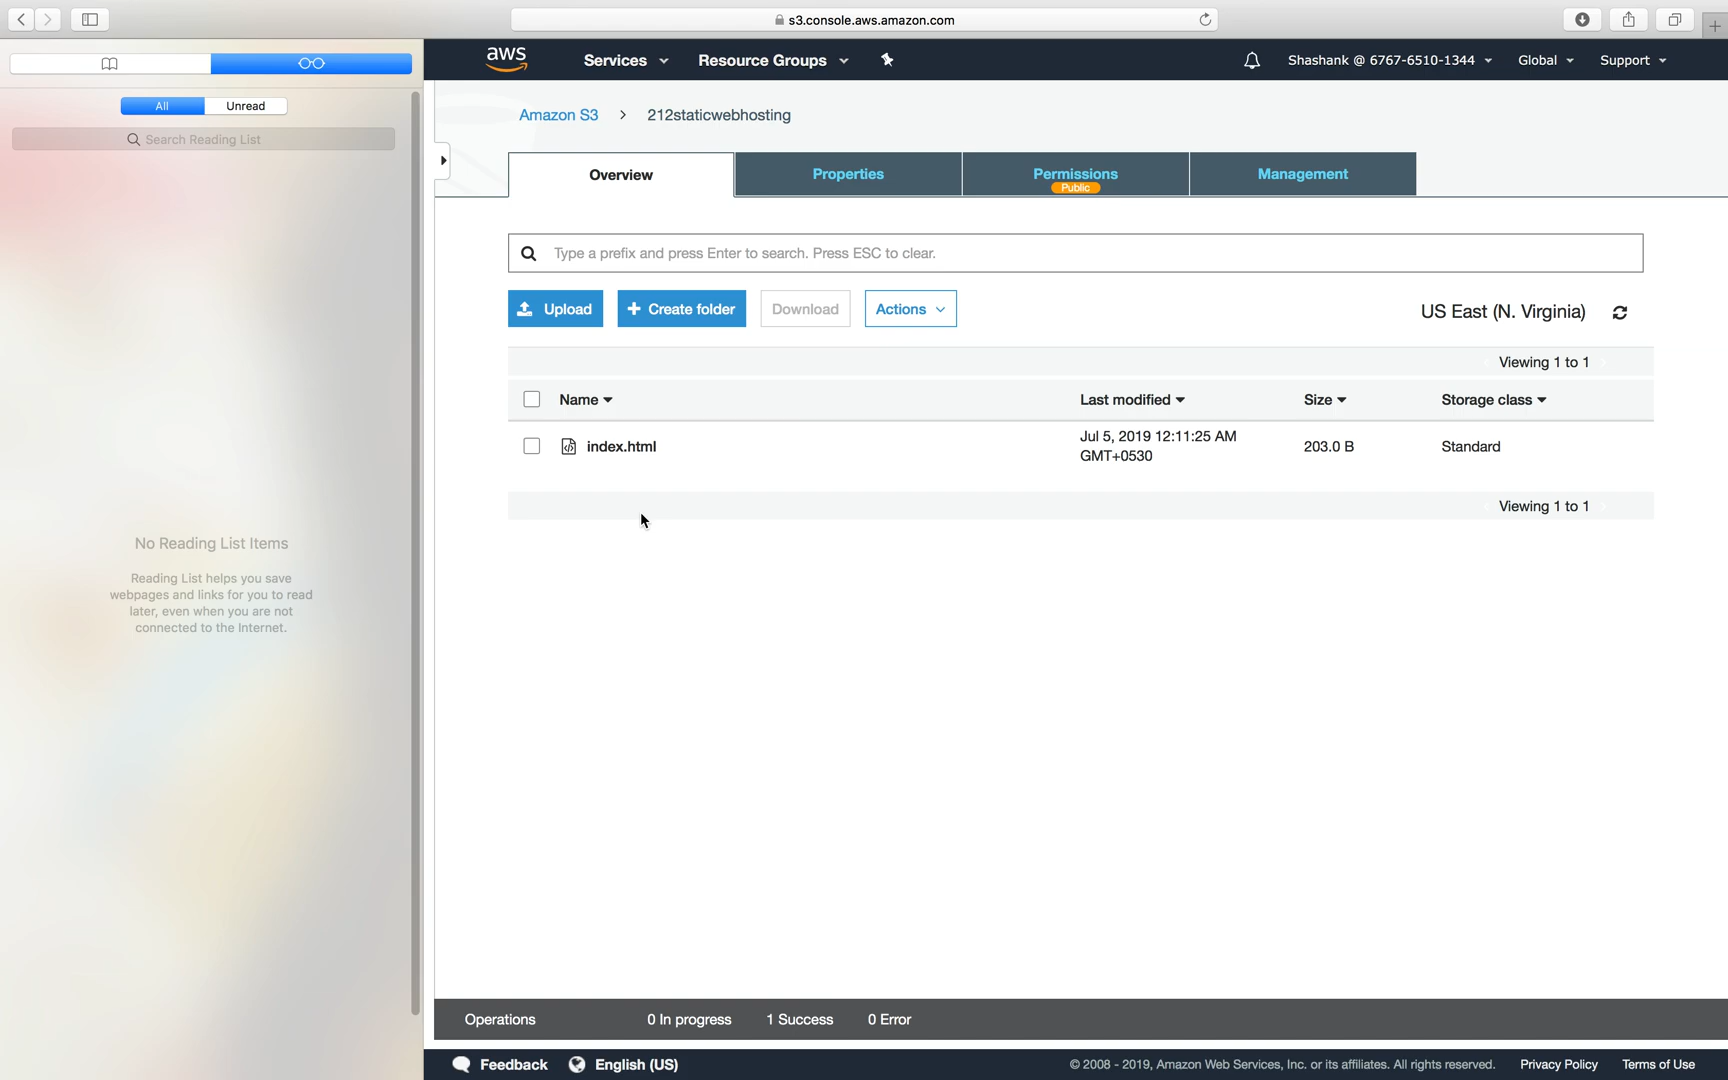 s3.console.aws.amazon.com
aws
Services
Resource Groups
Shashank @ 6767-6510-1344
Global
Support
All
Unread
Search Reading List
Amazon S3 > 212staticwebhosting
Overview
Properties
Permissions
Public
Management
Type a prefix and press Enter to search. Press ESC to clear.
Upload
+ Create folder
Download
Actions
US East (N. Virginia)
Viewing 1 to 1
Name
Last modified
Size
Storage class
index.html
Jul 5, 2019 12:11:25 AM
GMT+0530
203.0 B
Standard
Viewing 1 to 1
No Reading List Items
Reading List helps you save
webpages and links for you to read
later, even when you are not
connected to the Internet.
Operations
0 In progress
1 Success
0 Error
Feedback
English (US)
© 2008 - 2019, Amazon Web Services, Inc. or its affiliates. All rights reserved.
Privacy Policy
Terms of Use